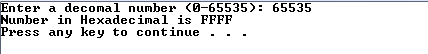 Enter a decomal number (0-65535): 65535
Number in Hexadecimal is FFFF
Press any key to continue . . .